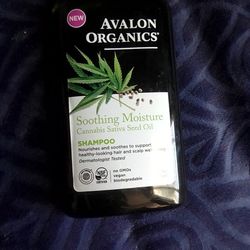 NEW
AVALON
ORGANICS®
Soothing Moisture
Cannabis Sativa Seed Oil
SHAMPOO
Nourishes and soothes to support
healthy-looking hair and scalp
Dermatologist Tested
no GMOs
vegan
biodegradable